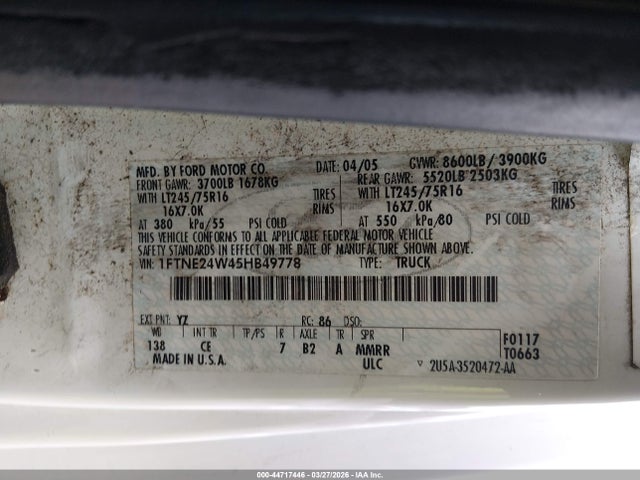 MFD. BY FORD MOTOR CO. DATE: 04/05 GVWR: 8600LB / 3900KG
FRONT GAWR: 3700LB 1678KG REAR GAWR: 5520LB 2503KG
WITH LT245/75R16 TIRES WITH LT245/75R16 TIRES
16X7.0K RIMS 16X7.0K RIMS
AT 380 kPa/55 PSI COLD AT 550 kPa/80 PSI COLD
THIS VEHICLE CONFORMS TO ALL APPLICABLE FEDERAL MOTOR VEHICLE
SAFETY STANDARDS IN EFFECT ON THE DATE OF MANUFACTURE SHOWN ABOVE.
VIN: 1FTNE24W45HB49778 TYPE: TRUCK
EXT PNT: YZ RC: 86 DSO:
WB INT TR TP/PS R AXLE TR SPR F0117
138 CE 7 B2 A MMRR T0663
MADE IN U.S.A. ULC ▽ 2U5A-3520472-AA
000-44717446 - 03/27/2026 - IAA Inc.